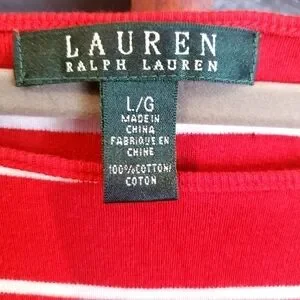 LAUREN
RALPH LAUREN
L/G
MADE IN
CHINA
FABRIQUE EN
CHINE
100% COTTON/
COTON